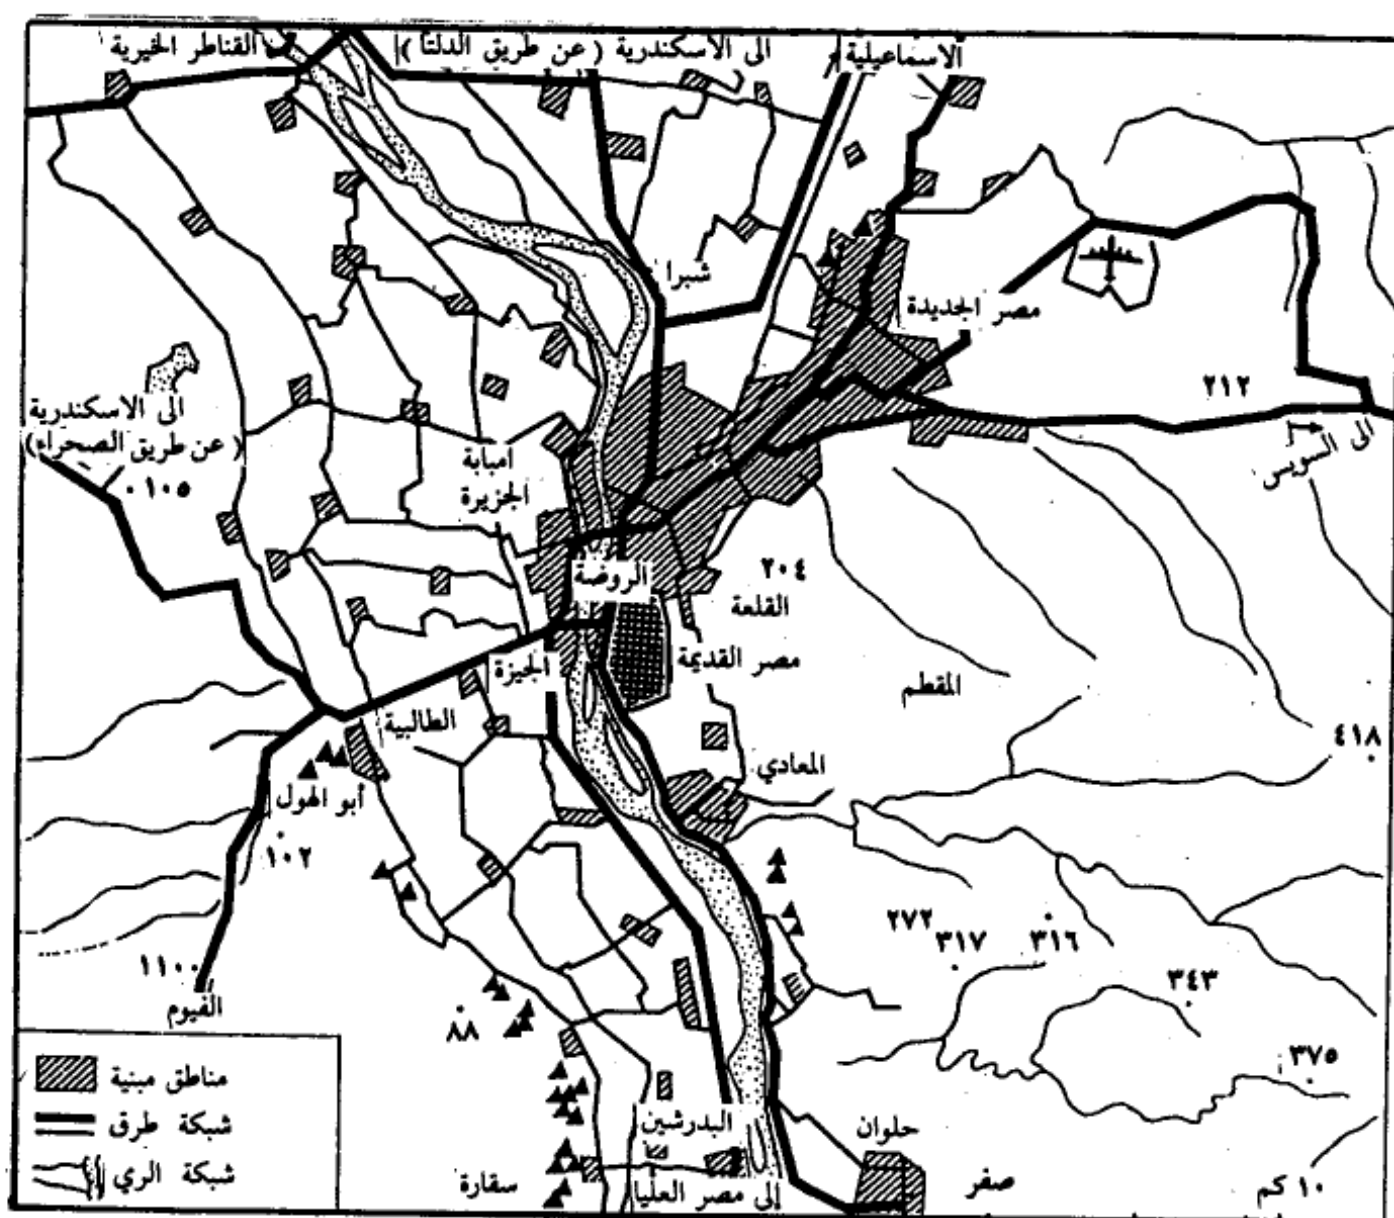 القناطر الخيرية
الى الاسكندرية ( عن طريق الدلتا )
الاسماعيلية
شبرا
مصر الجديدة
٢١٢
الى السويس
الى الاسكندرية
( عن طريق الصحراء )
١٠٥
امبابة
الجزيرة
الروضة
٢٠٤
القلعة
مصر القديمة
المقطم
الجيزة
الطالبية
٤١٨
المعادي
أبو الهول
١٠٢
٢٧٢
٣١٧
٣١٦
٣٤٣
١١٠٠
الفيوم
٨٨
٣٧٥
مناطق مبنية
شبكة طرق
شبكة الري
البدرشين
حلوان
سقارة
إلى مصر العليا
صفر
١٠ كم